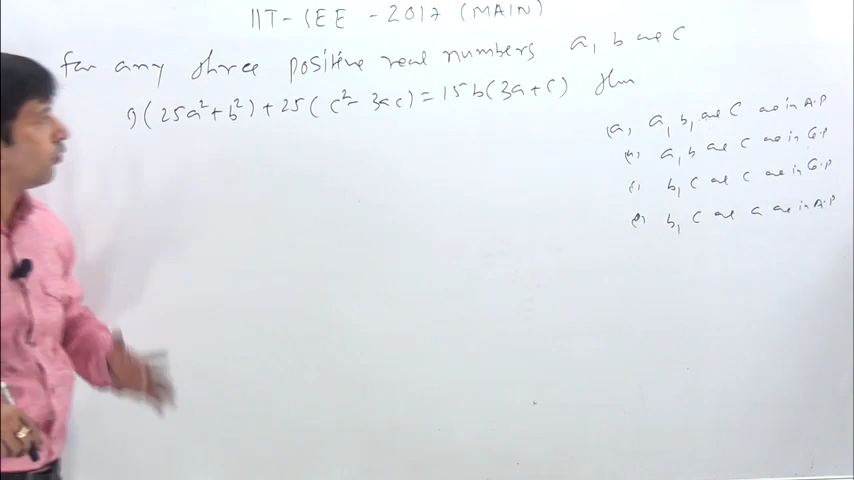 IIT-JEE - 2017 (MAIN)
for any three positive real numbers a, b and c
9(25a²+b²)+25(c²-3ac)=15b(3a+c) then
(a) a, b, and c are in A.P
(b) a, b and c are in G.P
(c) b, c and c are in G.P
(d) b, c and a are in A.P